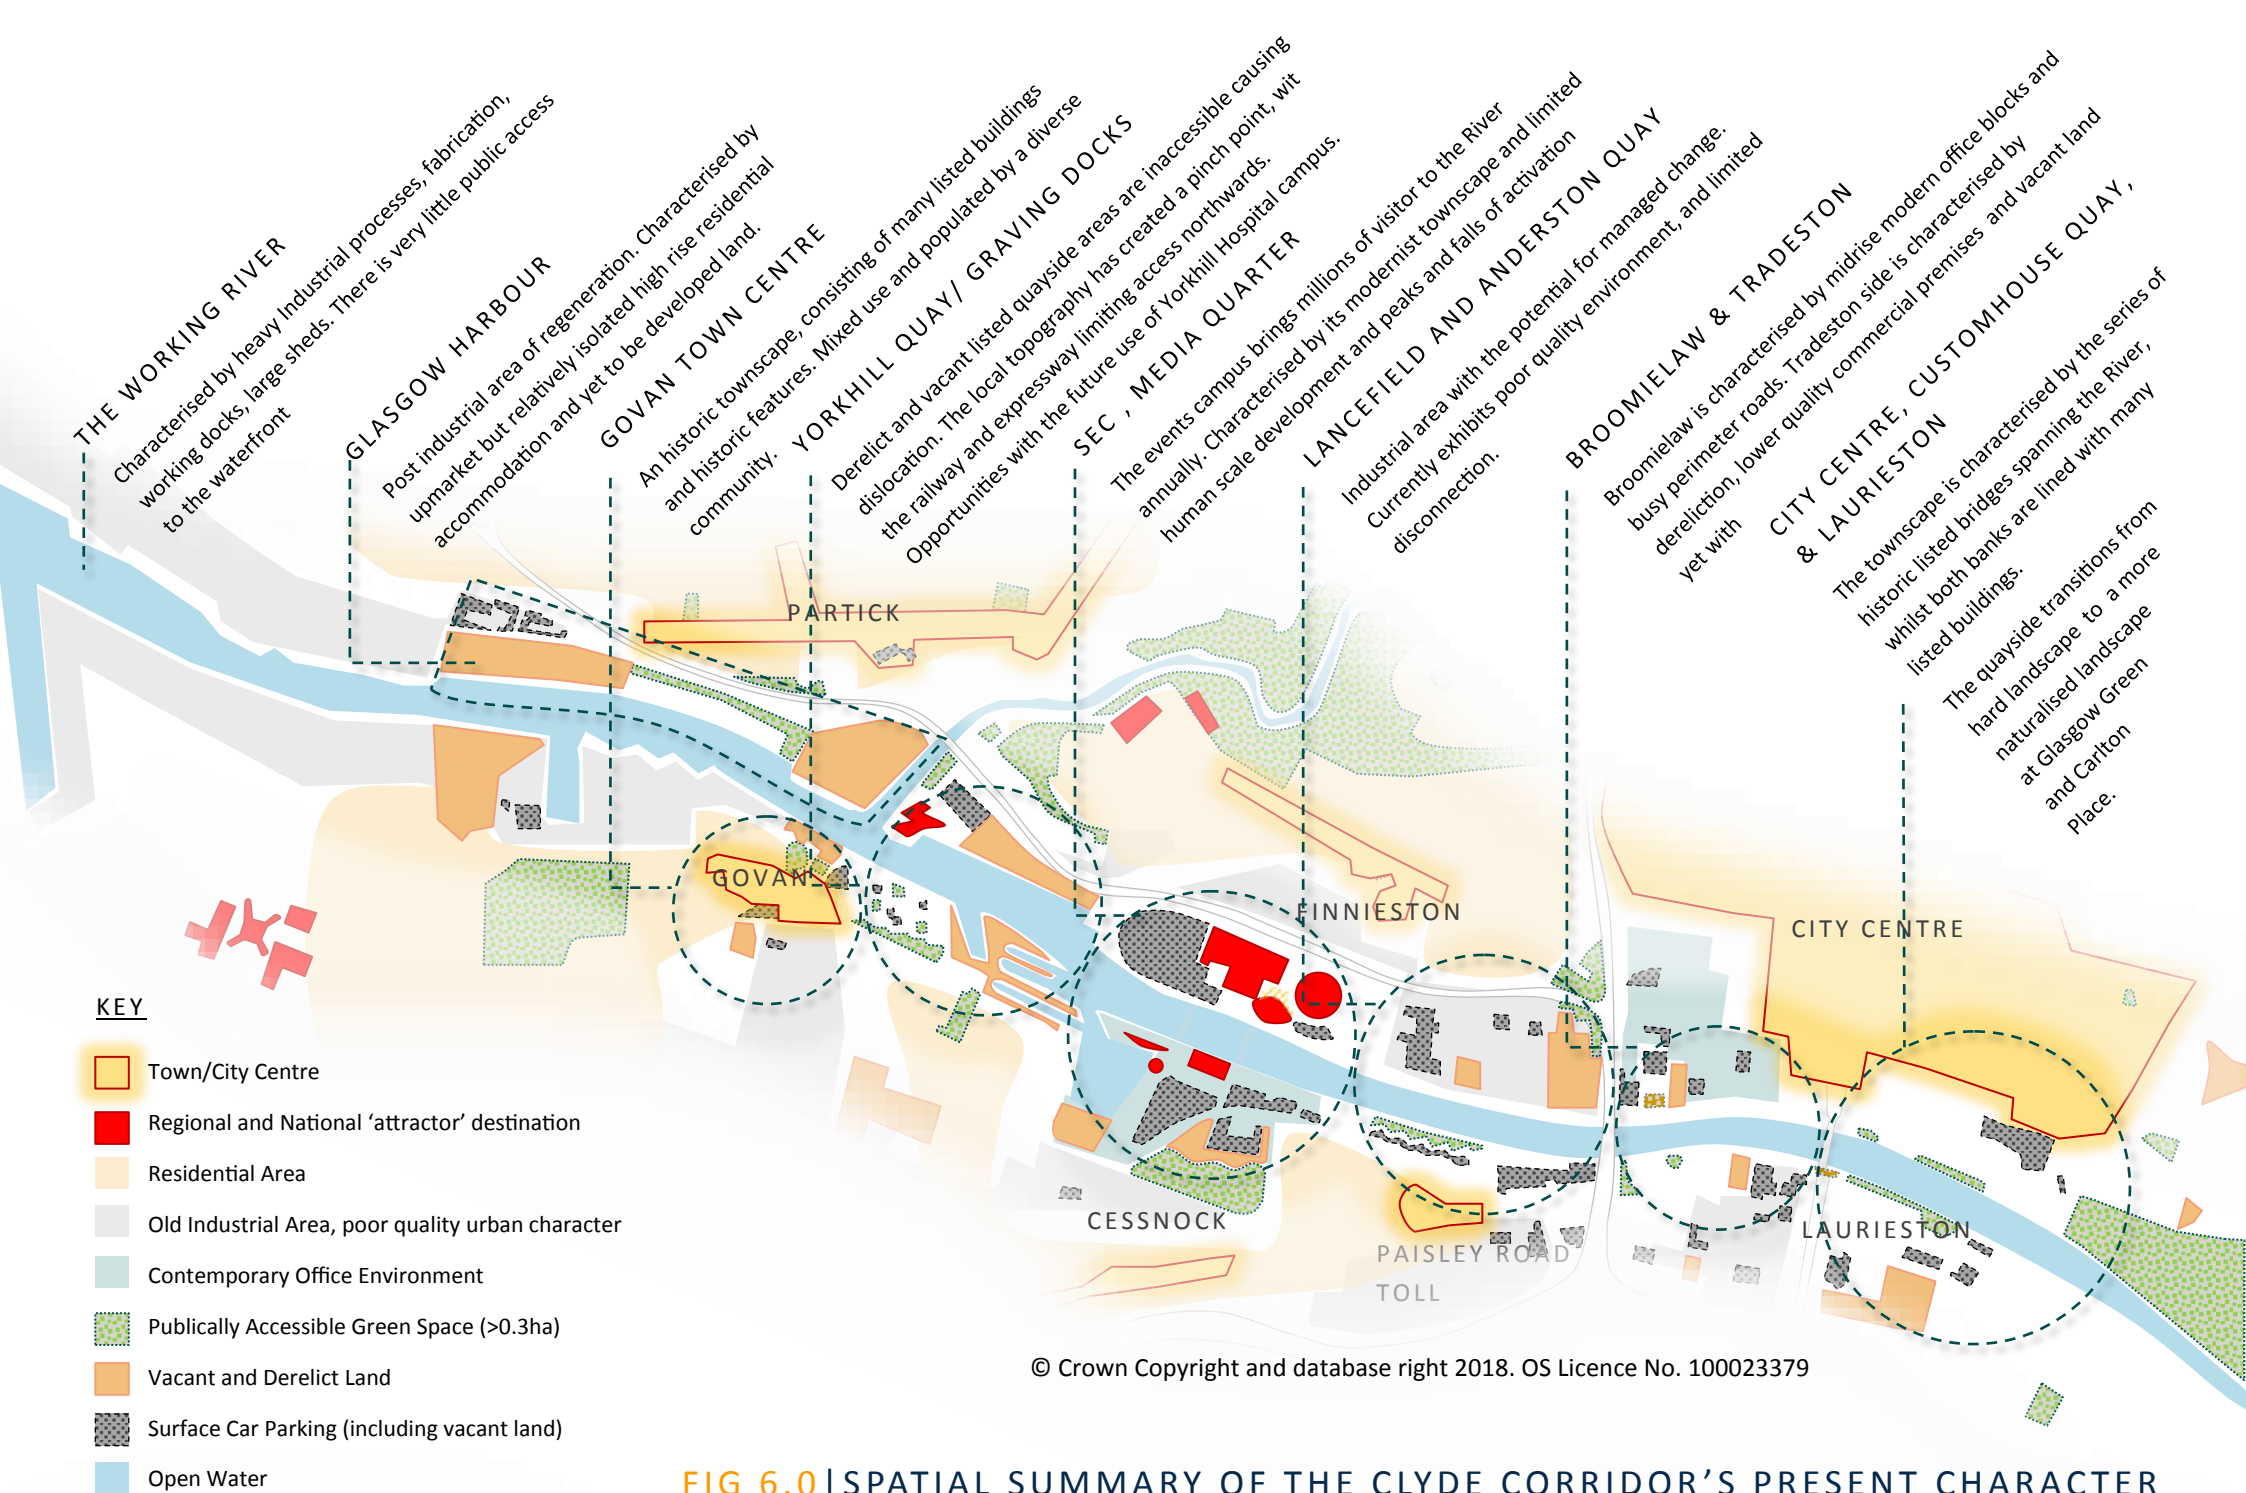 THE WORKING RIVER
Characterised by heavy Industrial processes, fabrication,
working docks, large sheds. There is very little public access
to the waterfront
GLASGOW HARBOUR
Post industrial area of regeneration. Characterised by
upmarket but relatively isolated high rise residential
accommodation and yet to be developed land.
GOVAN TOWN CENTRE
An historic townscape, consisting of many listed buildings
and historic features. Mixed use and populated by a diverse
community.
YORKHILL QUAY/ GRAVING DOCKS
Derelict and vacant listed quayside areas are inaccessible causing
dislocation. The local topography has created a pinch point, wit
the railway and expressway limiting access northwards.
Opportunities with the future use of Yorkhill Hospital campus.
SEC , MEDIA QUARTER
The events campus brings millions of visitor to the River
annually. Characterised by its modernist townscape and limited
human scale development and peaks and falls of activation
LANCEFIELD AND ANDERSTON QUAY
Industrial area with the potential for managed change.
Currently exhibits poor quality environment, and limited
disconnection.
BROOMIELAW & TRADESTON
Broomielaw is characterised by midrise modern office blocks and
busy perimeter roads. Tradeston side is characterised by
dereliction, lower quality commercial premises and vacant land
yet with
CITY CENTRE, CUSTOMHOUSE QUAY,
& LAURIESTON
The townscape is characterised by the series of
historic listed bridges spanning the River,
whilst both banks are lined with many
listed buildings.
The quayside transitions from
hard landscape to a more
naturalised landscape
at Glasgow Green
and Carlton
Place.
PARTICK
GOVAN
FINNIESTON
CITY CENTRE
CESSNOCK
PAISLEY ROAD
TOLL
LAURIESTON
KEY
Town/City Centre
Regional and National ‘attractor’ destination
Residential Area
Old Industrial Area, poor quality urban character
Contemporary Office Environment
Publically Accessible Green Space (>0.3ha)
Vacant and Derelict Land
Surface Car Parking (including vacant land)
Open Water
© Crown Copyright and database right 2018. OS Licence No. 100023379
FIG 6.0|SPATIAL SUMMARY OF THE CLYDE CORRIDOR’S PRESENT CHARACTER